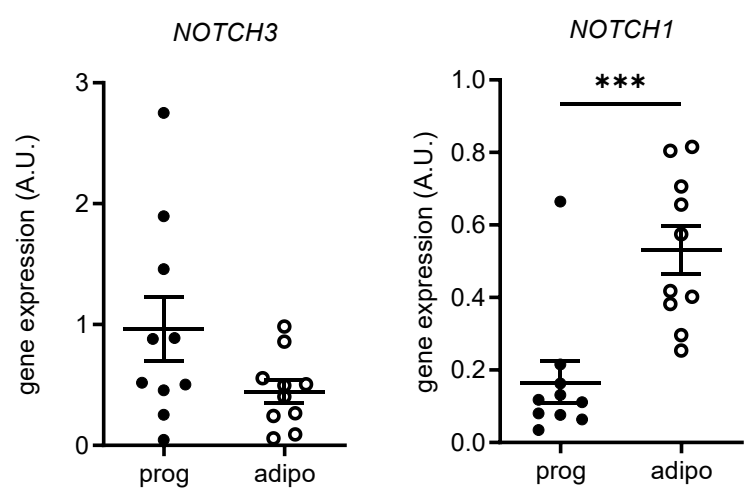 NOTCH3
gene expression (A.U.)
3
2
1
0
prog adipo
NOTCH1
gene expression (A.U.)
1.0
0.8
0.6
0.4
0.2
0.0
***
prog adipo